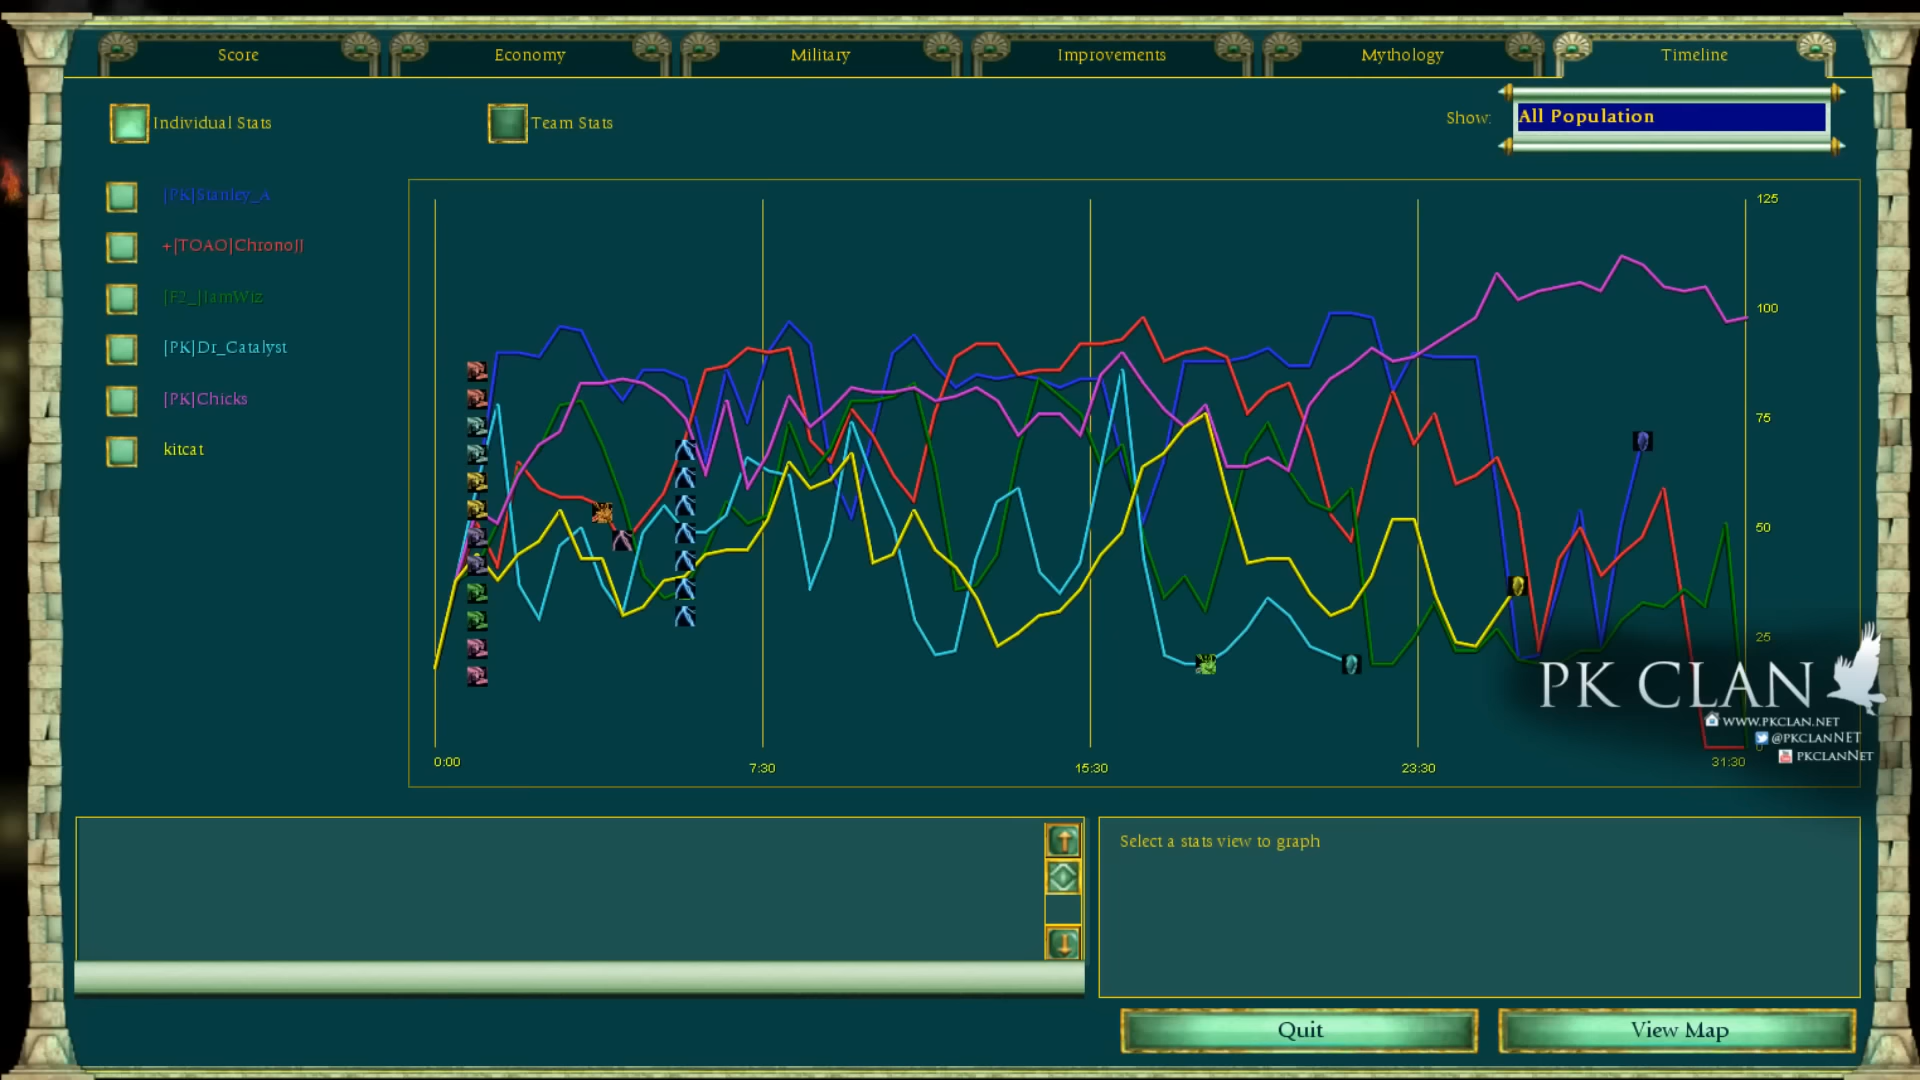 Score
Economy
Military
Improvements
Mythology
Timeline
Individual Stats
Team Stats
Show:
All Population
[PK]Stanley_A
+[TOAO]ChronoJJ
[F2_]IamWiz
[PK]Dr_Catalyst
[PK]Chicks
kitcat
125
100
75
50
25
0
0:00
7:30
15:30
23:30
31:30
PK CLAN
WWW.PKCLAN.NET
@PKCLANNET
PKCLANNET
Select a stats view to graph
Quit
View Map